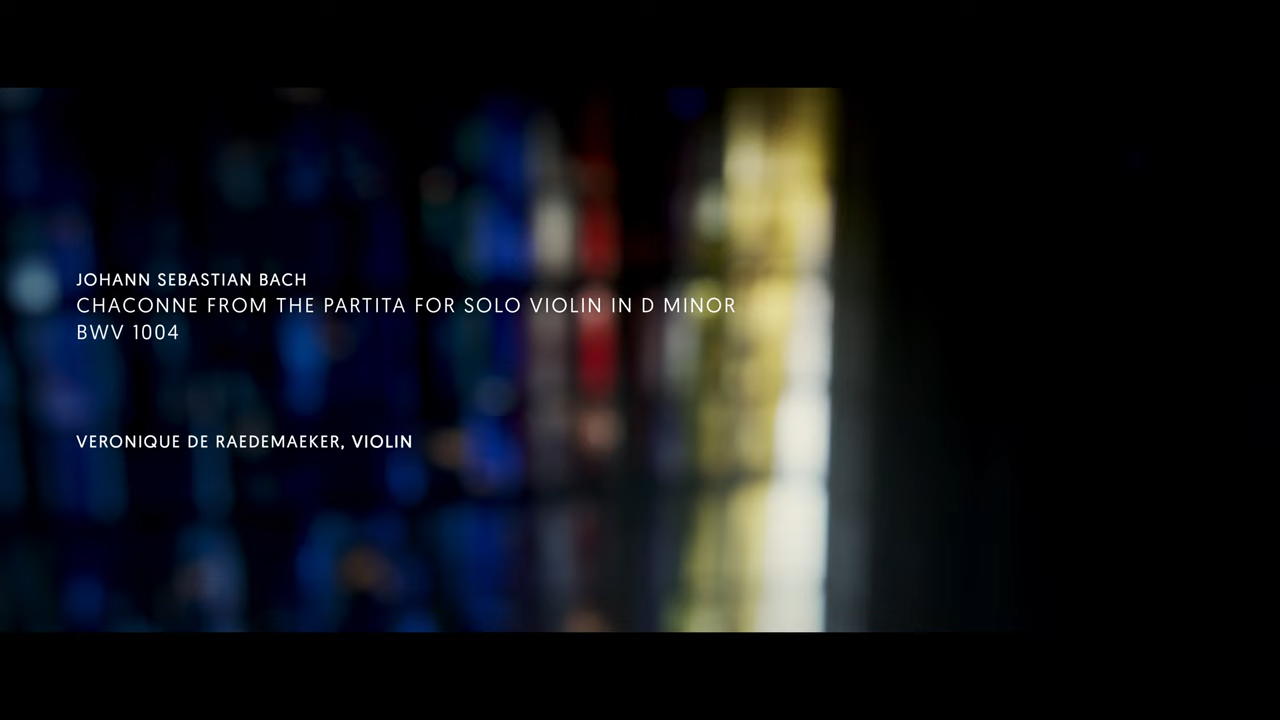 JOHANN SEBASTIAN BACH
CHACONNE FROM THE PARTITA FOR SOLO VIOLIN IN D MINOR
BWV 1004
VERONIQUE DE RAEDEMAEKER, VIOLIN